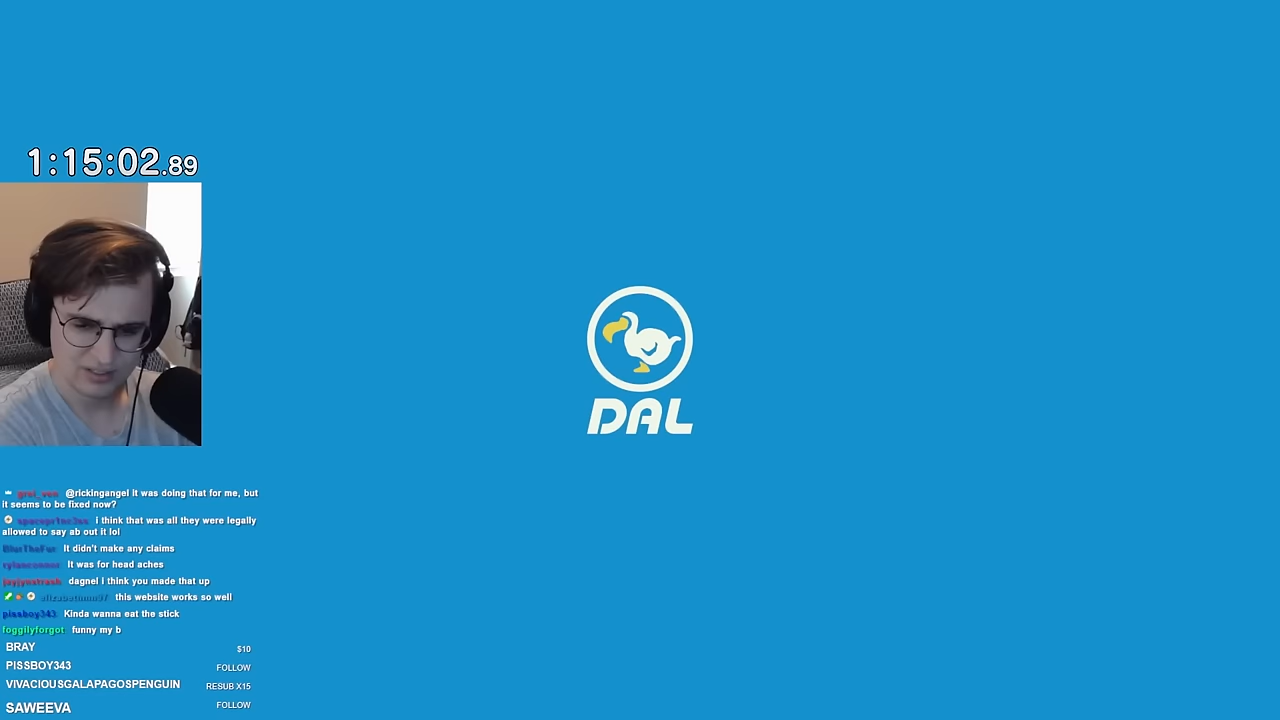 1:15:02.89
DAL
@rickingangel it was doing that for me, but
it seems to be fixed now?
i think that was all they were legally
allowed to say ab out it lol
BlurTheFur It didn't make any claims
rylanconnor It was for head aches
jayjynxtrash dagnel i think you made that up
this website works so well
pissboy343 Kinda wanna eat the stick
foggilyforgot funny my b
BRAY $10
PISSBOY343 FOLLOW
VIVACIOUSGALAPAGOSPENGUIN RESUB X15
SAWEEVA FOLLOW